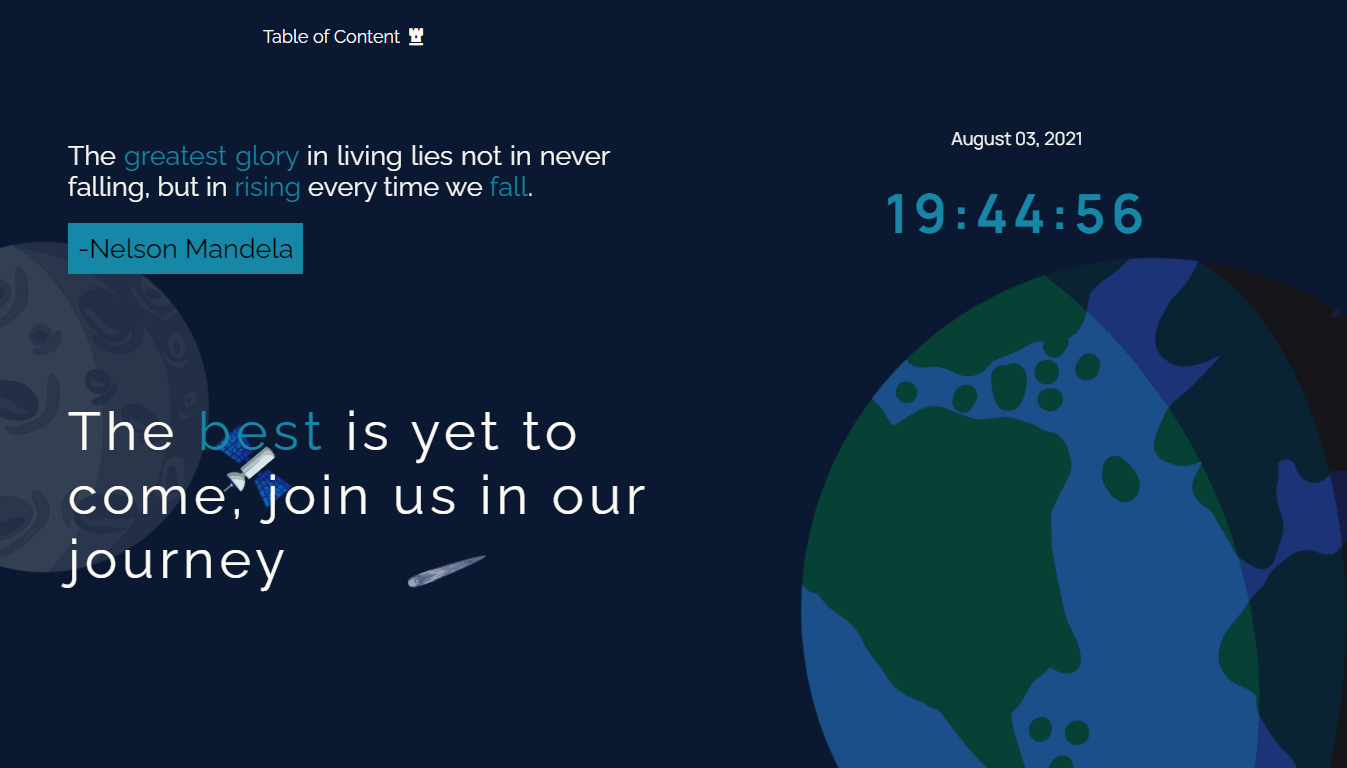 Table of Content
The greatest glory in living lies not in never
falling, but in rising every time we fall.
-Nelson Mandela
The best is yet to
come, join us in our
journey
August 03, 2021
19:44:56